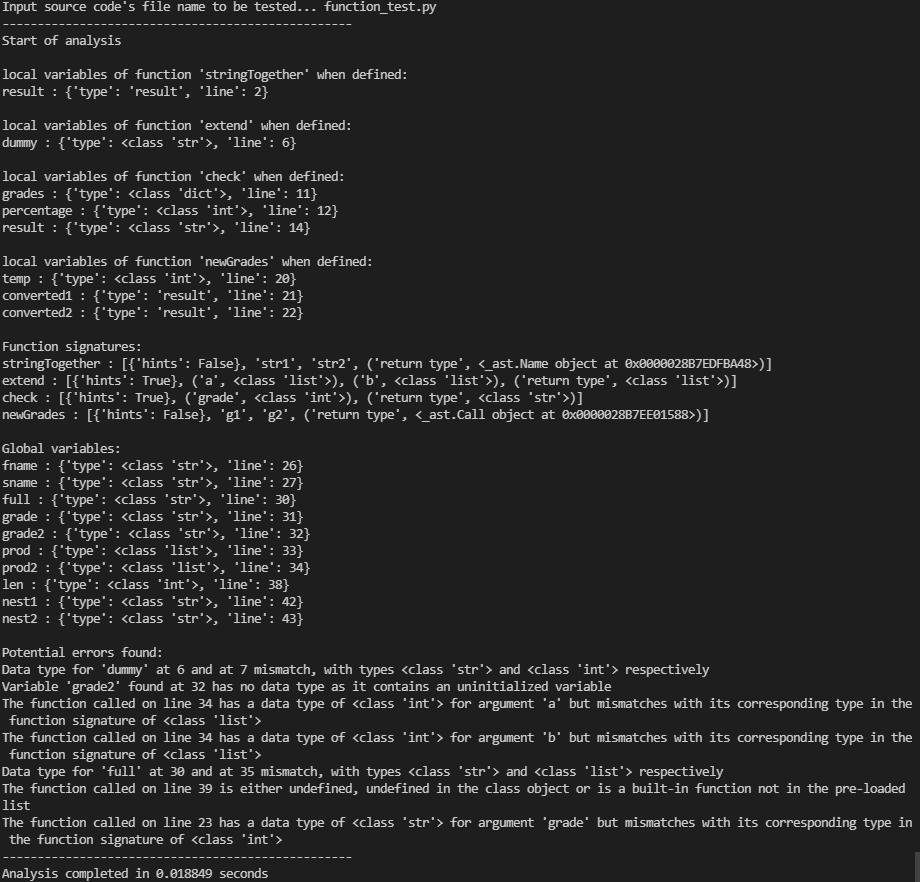 Input source code's file name to be tested... function_test.py
--------------------------------------------------
Start of analysis
local variables of function 'stringTogether' when defined:
result : {'type': 'result', 'line': 2}
local variables of function 'extend' when defined:
dummy : {'type': <class 'str'>, 'line': 6}
local variables of function 'check' when defined:
grades : {'type': <class 'dict'>, 'line': 11}
percentage : {'type': <class 'int'>, 'line': 12}
result : {'type': <class 'str'>, 'line': 14}
local variables of function 'newGrades' when defined:
temp : {'type': <class 'int'>, 'line': 20}
converted1 : {'type': 'result', 'line': 21}
converted2 : {'type': 'result', 'line': 22}
Function signatures:
stringTogether : [{'hints': False}, 'str1', 'str2', ('return type', <_ast.Name object at 0x0000028B7EDFBA48>)]
extend : [{'hints': True}, ('a', <class 'list'>), ('b', <class 'list'>), ('return type', <class 'list'>)]
check : [{'hints': True}, ('grade', <class 'int'>), ('return type', <class 'str'>)]
newGrades : [{'hints': False}, 'g1', 'g2', ('return type', <_ast.Call object at 0x0000028B7EE01588>)]
Global variables:
fname : {'type': <class 'str'>, 'line': 26}
sname : {'type': <class 'str'>, 'line': 27}
full : {'type': <class 'str'>, 'line': 30}
grade : {'type': <class 'str'>, 'line': 31}
grade2 : {'type': <class 'str'>, 'line': 32}
prod : {'type': <class 'list'>, 'line': 33}
prod2 : {'type': <class 'list'>, 'line': 34}
len : {'type': <class 'int'>, 'line': 38}
nest1 : {'type': <class 'str'>, 'line': 42}
nest2 : {'type': <class 'str'>, 'line': 43}
Potential errors found:
Data type for 'dummy' at 6 and at 7 mismatch, with types <class 'str'> and <class 'int'> respectively
Variable 'grade2' found at 32 has no data type as it contains an uninitialized variable
The function called on line 34 has a data type of <class 'int'> for argument 'a' but mismatches with its corresponding type in the
function signature of <class 'list'>
The function called on line 34 has a data type of <class 'int'> for argument 'b' but mismatches with its corresponding type in the
function signature of <class 'list'>
Data type for 'full' at 30 and at 35 mismatch, with types <class 'str'> and <class 'list'> respectively
The function called on line 39 is either undefined, undefined in the class object or is a built-in function not in the pre-loaded
list
The function called on line 23 has a data type of <class 'str'> for argument 'grade' but mismatches with its corresponding type in
the function signature of <class 'int'>
--------------------------------------------------
Analysis completed in 0.018849 seconds